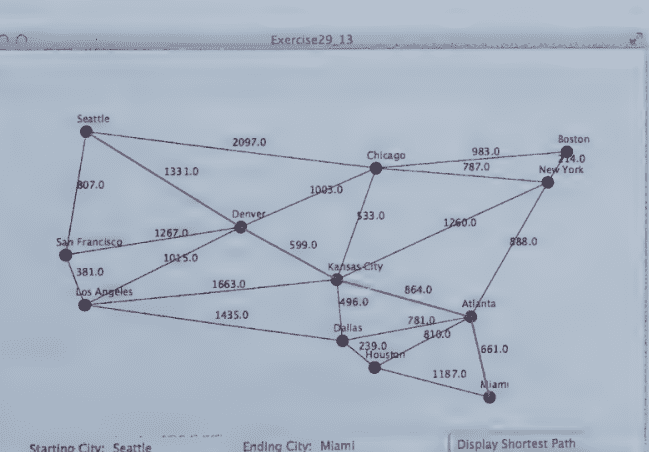 Exercise29_13
Seattle
Boston
2097.0
983.0
Chicago
214.0
787.0
New York
1331.0
807.0
1003.0
Denver
533.0
1260.0
1267.0
888.0
San Francisco
599.0
1015.0
Kansas City
381.0
1663.0
864.0
Los Angeles
496.0
Atlanta
1435.0
781.0
Dallas
810.0
239.0
661.0
Houston
1187.0
Miami
Starting City: Seattle
Ending City: Miami
Display Shortest Path